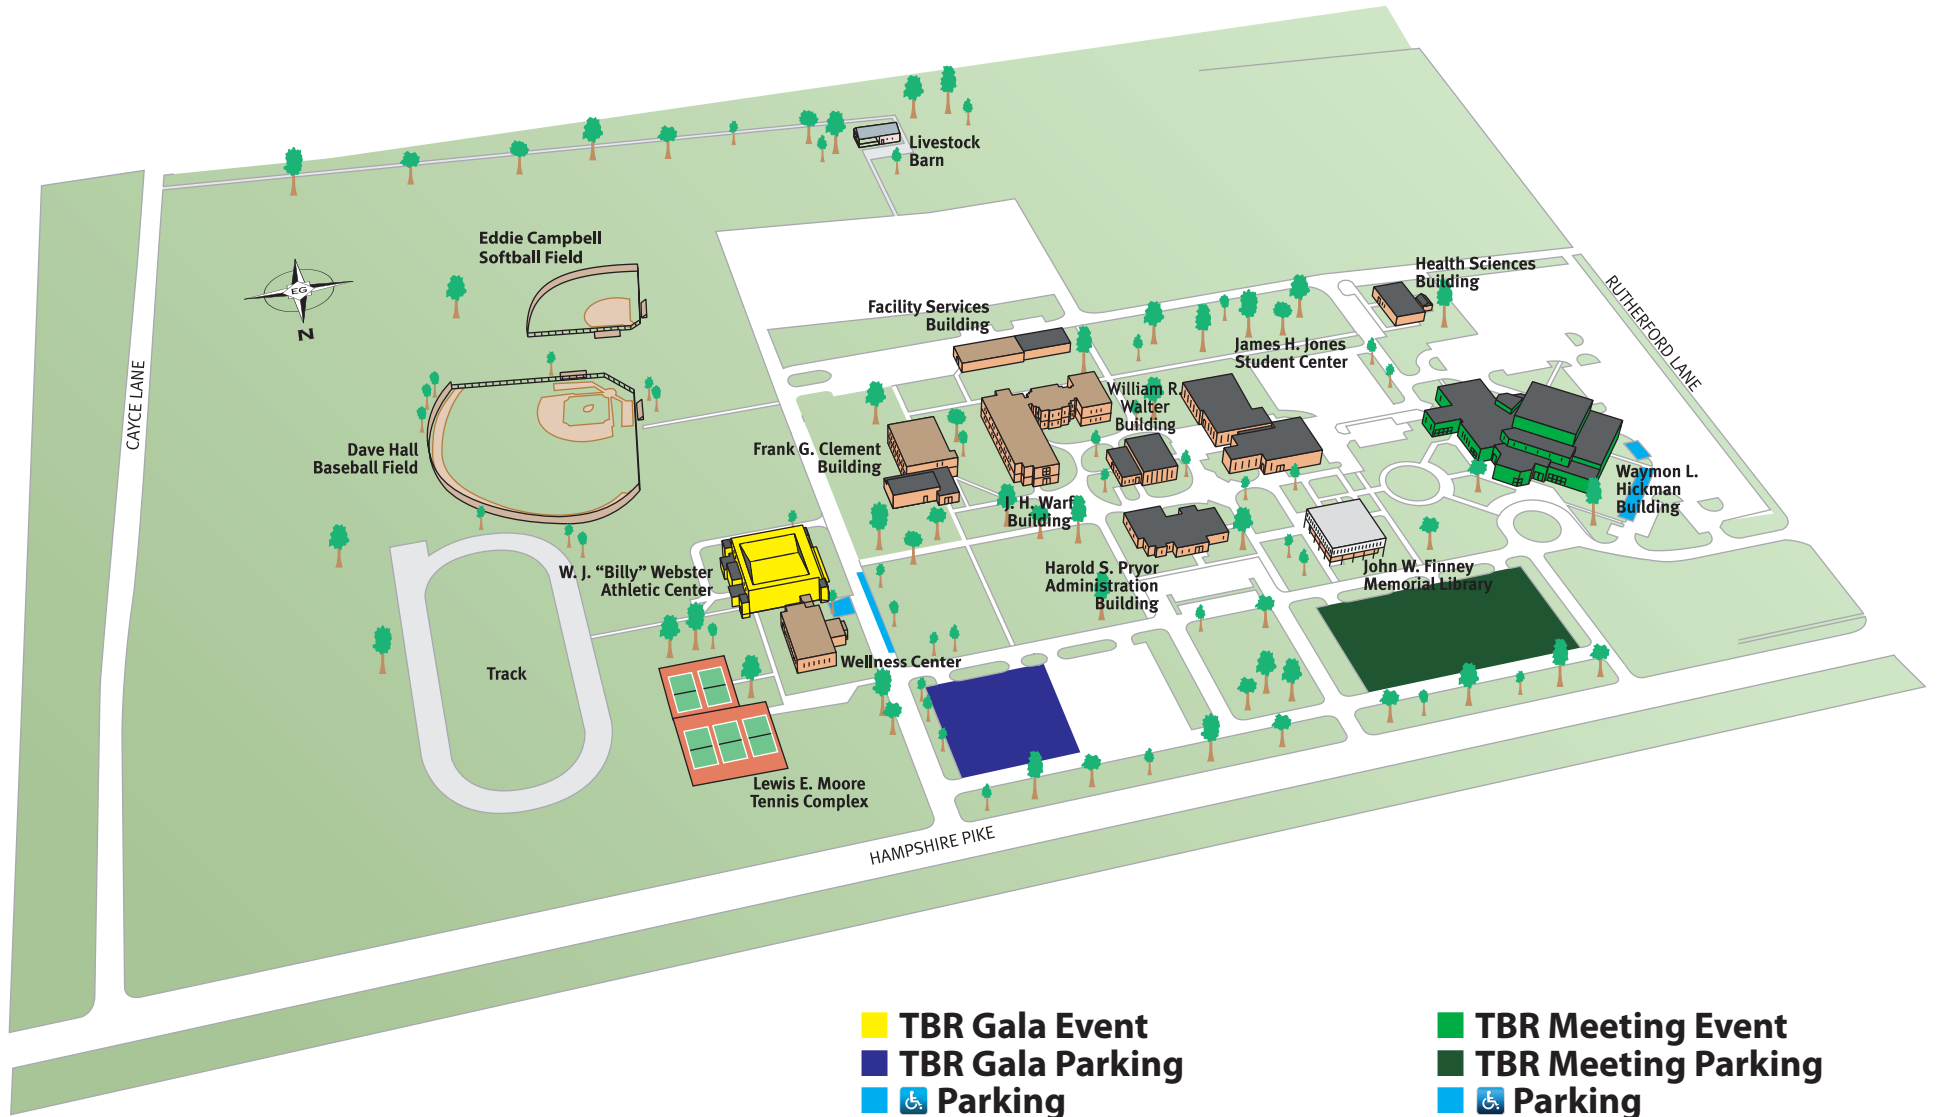 Livestock
Barn
Eddie Campbell
Softball Field
EG
N
Health Sciences
Building
RUTHERFORD LANE
Facility Services
Building
James H. Jones
Student Center
CAYCE LANE
William R.
Walter
Building
Dave Hall
Baseball Field
Frank G. Clement
Building
Waymon L.
Hickman
Building
J. H. Warf
Building
W. J. “Billy” Webster
Athletic Center
Harold S. Pryor
Administration
Building
John W. Finney
Memorial Library
Track
Wellness Center
Lewis E. Moore
Tennis Complex
HAMPSHIRE PIKE
TBR Gala Event
TBR Gala Parking
Parking
TBR Meeting Event
TBR Meeting Parking
Parking